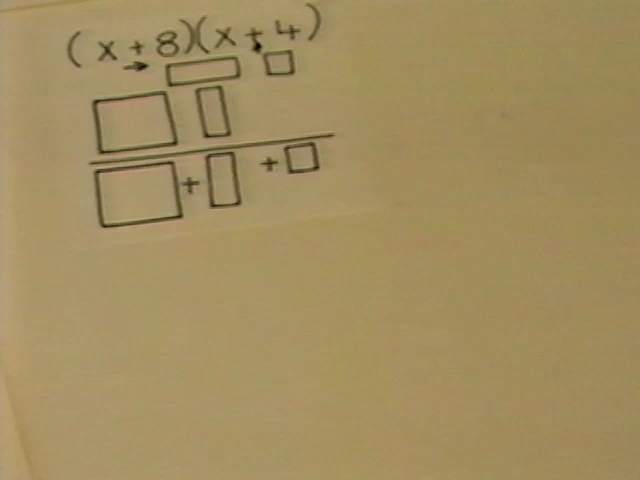 (x + 8)(x + 4)
+ +